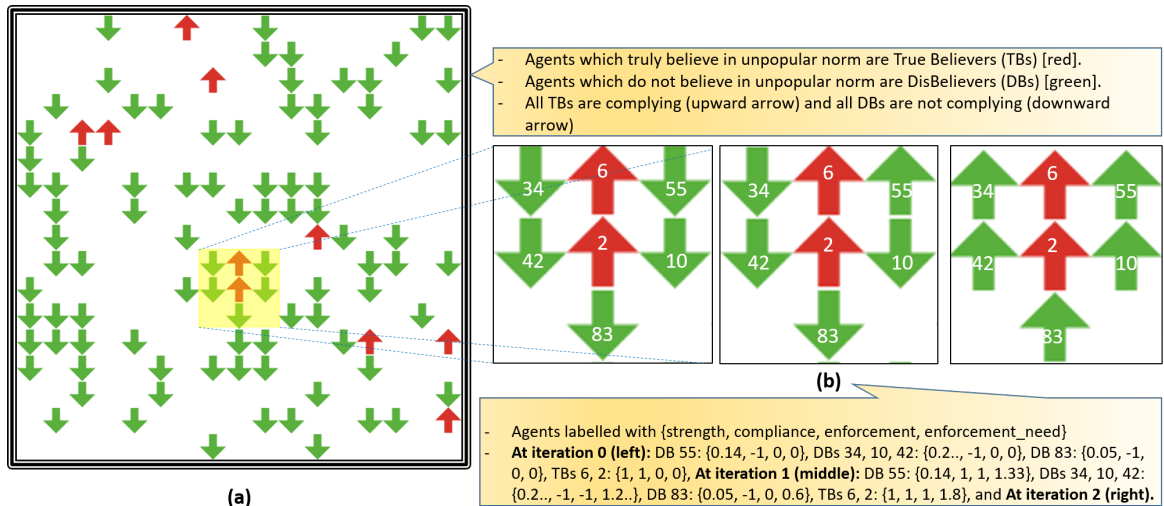 - Agents which truly believe in unpopular norm are True Believers (TBs) [red].
- Agents which do not believe in unpopular norm are DisBelievers (DBs) [green].
- All TBs are complying (upward arrow) and all DBs are not complying (downward
arrow)
34 6 55
42 2 10
83
34 6 55
42 2 10
83
34 6 55
42 2 10
83
(b)
- Agents labelled with {strength, compliance, enforcement, enforcement_need}
- At iteration 0 (left): DB 55: {0.14, -1, 0, 0}, DBs 34, 10, 42: {0.2.., -1, 0, 0}, DB 83: {0.05, -1,
0, 0}, TBs 6, 2: {1, 1, 0, 0}, At iteration 1 (middle): DB 55: {0.14, 1, 1, 1.33}, DBs 34, 10, 42:
{0.2.., -1, -1, 1.2..}, DB 83: {0.05, -1, 0, 0.6}, TBs 6, 2: {1, 1, 1, 1.8}, and At iteration 2 (right).
(a)